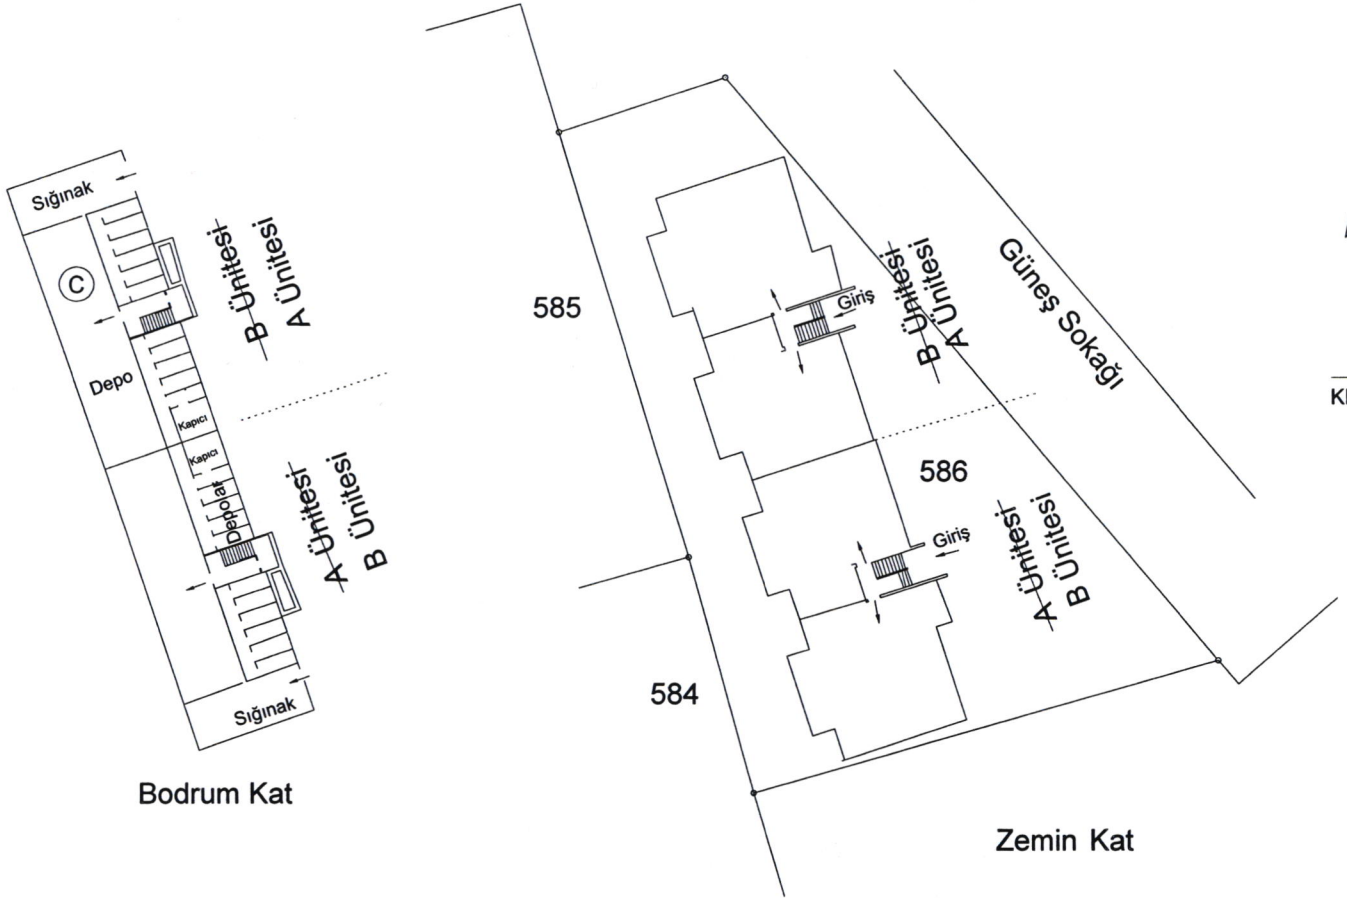 Sığınak
C
Depo
Kapıcı
Kapıcı
Depolar
Sığınak
B Ünitesi
A Ünitesi
A Ünitesi
B Ünitesi
Bodrum Kat
585
584
586
Giriş
B Ünitesi
A Ünitesi
Giriş
A Ünitesi
B Ünitesi
Güneş Sokağı
Zemin Kat